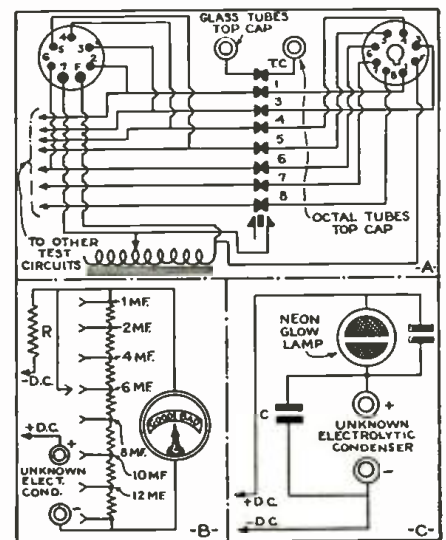 GLASS TUBES
TOP CAP
T.C.
4
5
3
6
2
7
F
1
3
4
5
6
7
8
TO OTHER
TEST
CIRCUITS
OCTAL TUBES
TOP CAP
-A-
R
-D.C.
+D.C.
+
UNKNOWN
ELECT.
COND.
-
1 MF.
2 MF.
4 MF.
6 MF.
8 MF.
10 MF.
12 MF.
GOOD BAD
-B-
NEON
GLOW
LAMP
C
+
UNKNOWN
ELECTROLYTIC
CONDENSER
-
+D.C.
-D.C.
-C-